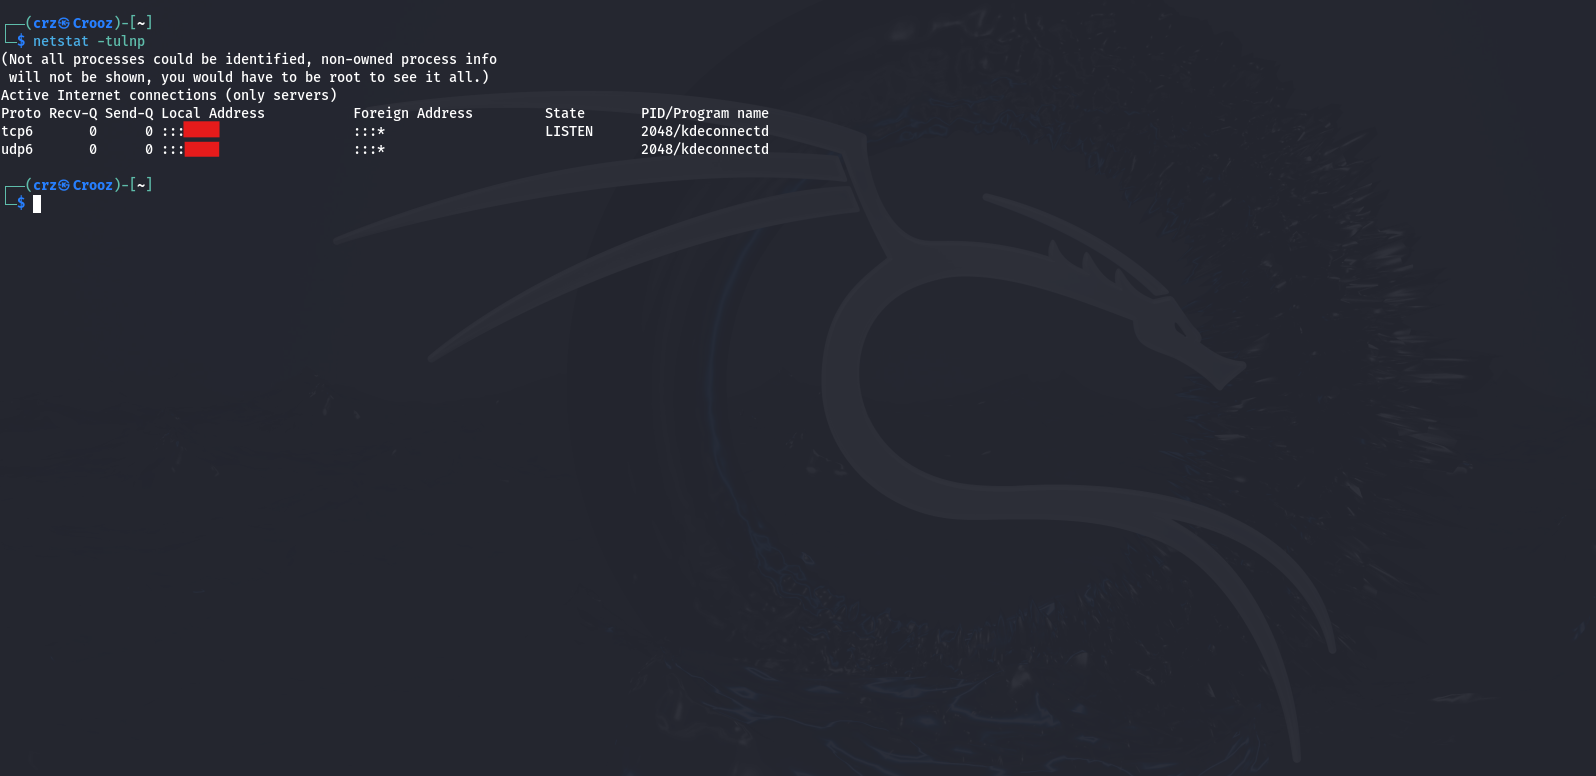 ┌──(crz㉿Crooz)-[~]
└─$ netstat -tulnp
(Not all processes could be identified, non-owned process info
 will not be shown, you would have to be root to see it all.)
Active Internet connections (only servers)
Proto Recv-Q Send-Q Local Address           Foreign Address         State       PID/Program name
tcp6       0      0 :::                     :::*                    LISTEN      2048/kdeconnectd
udp6       0      0 :::                     :::*                                2048/kdeconnectd
┌──(crz㉿Crooz)-[~]
└─$